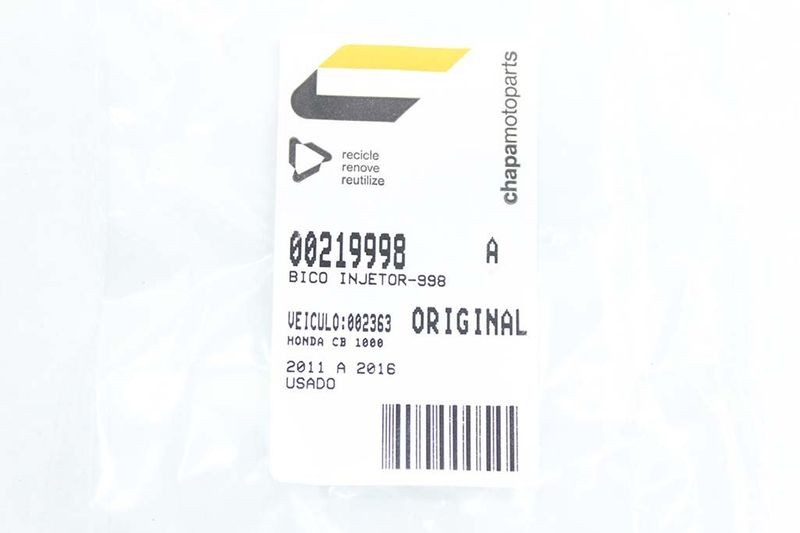 chapamotoparts
recicle
renove
reutilize
00219998 A
BICO INJETOR-998
VEICULO:002363 ORIGINAL
HONDA CB 1000
2011 A 2016
USADO